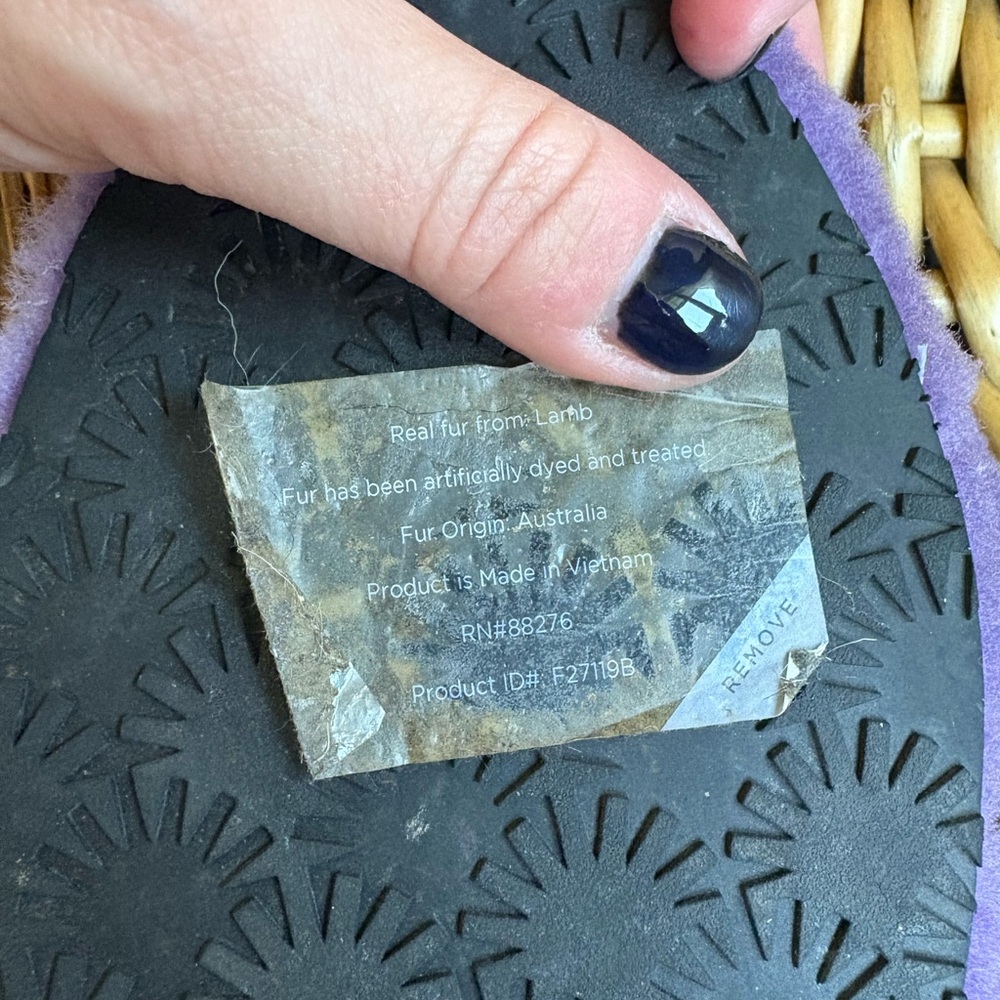 Real fur from: Lamb
Fur has been artificially dyed and treated.
Fur Origin: Australia
Product is Made in Vietnam
RN#88276
Product ID#: F27119B
REMOVE